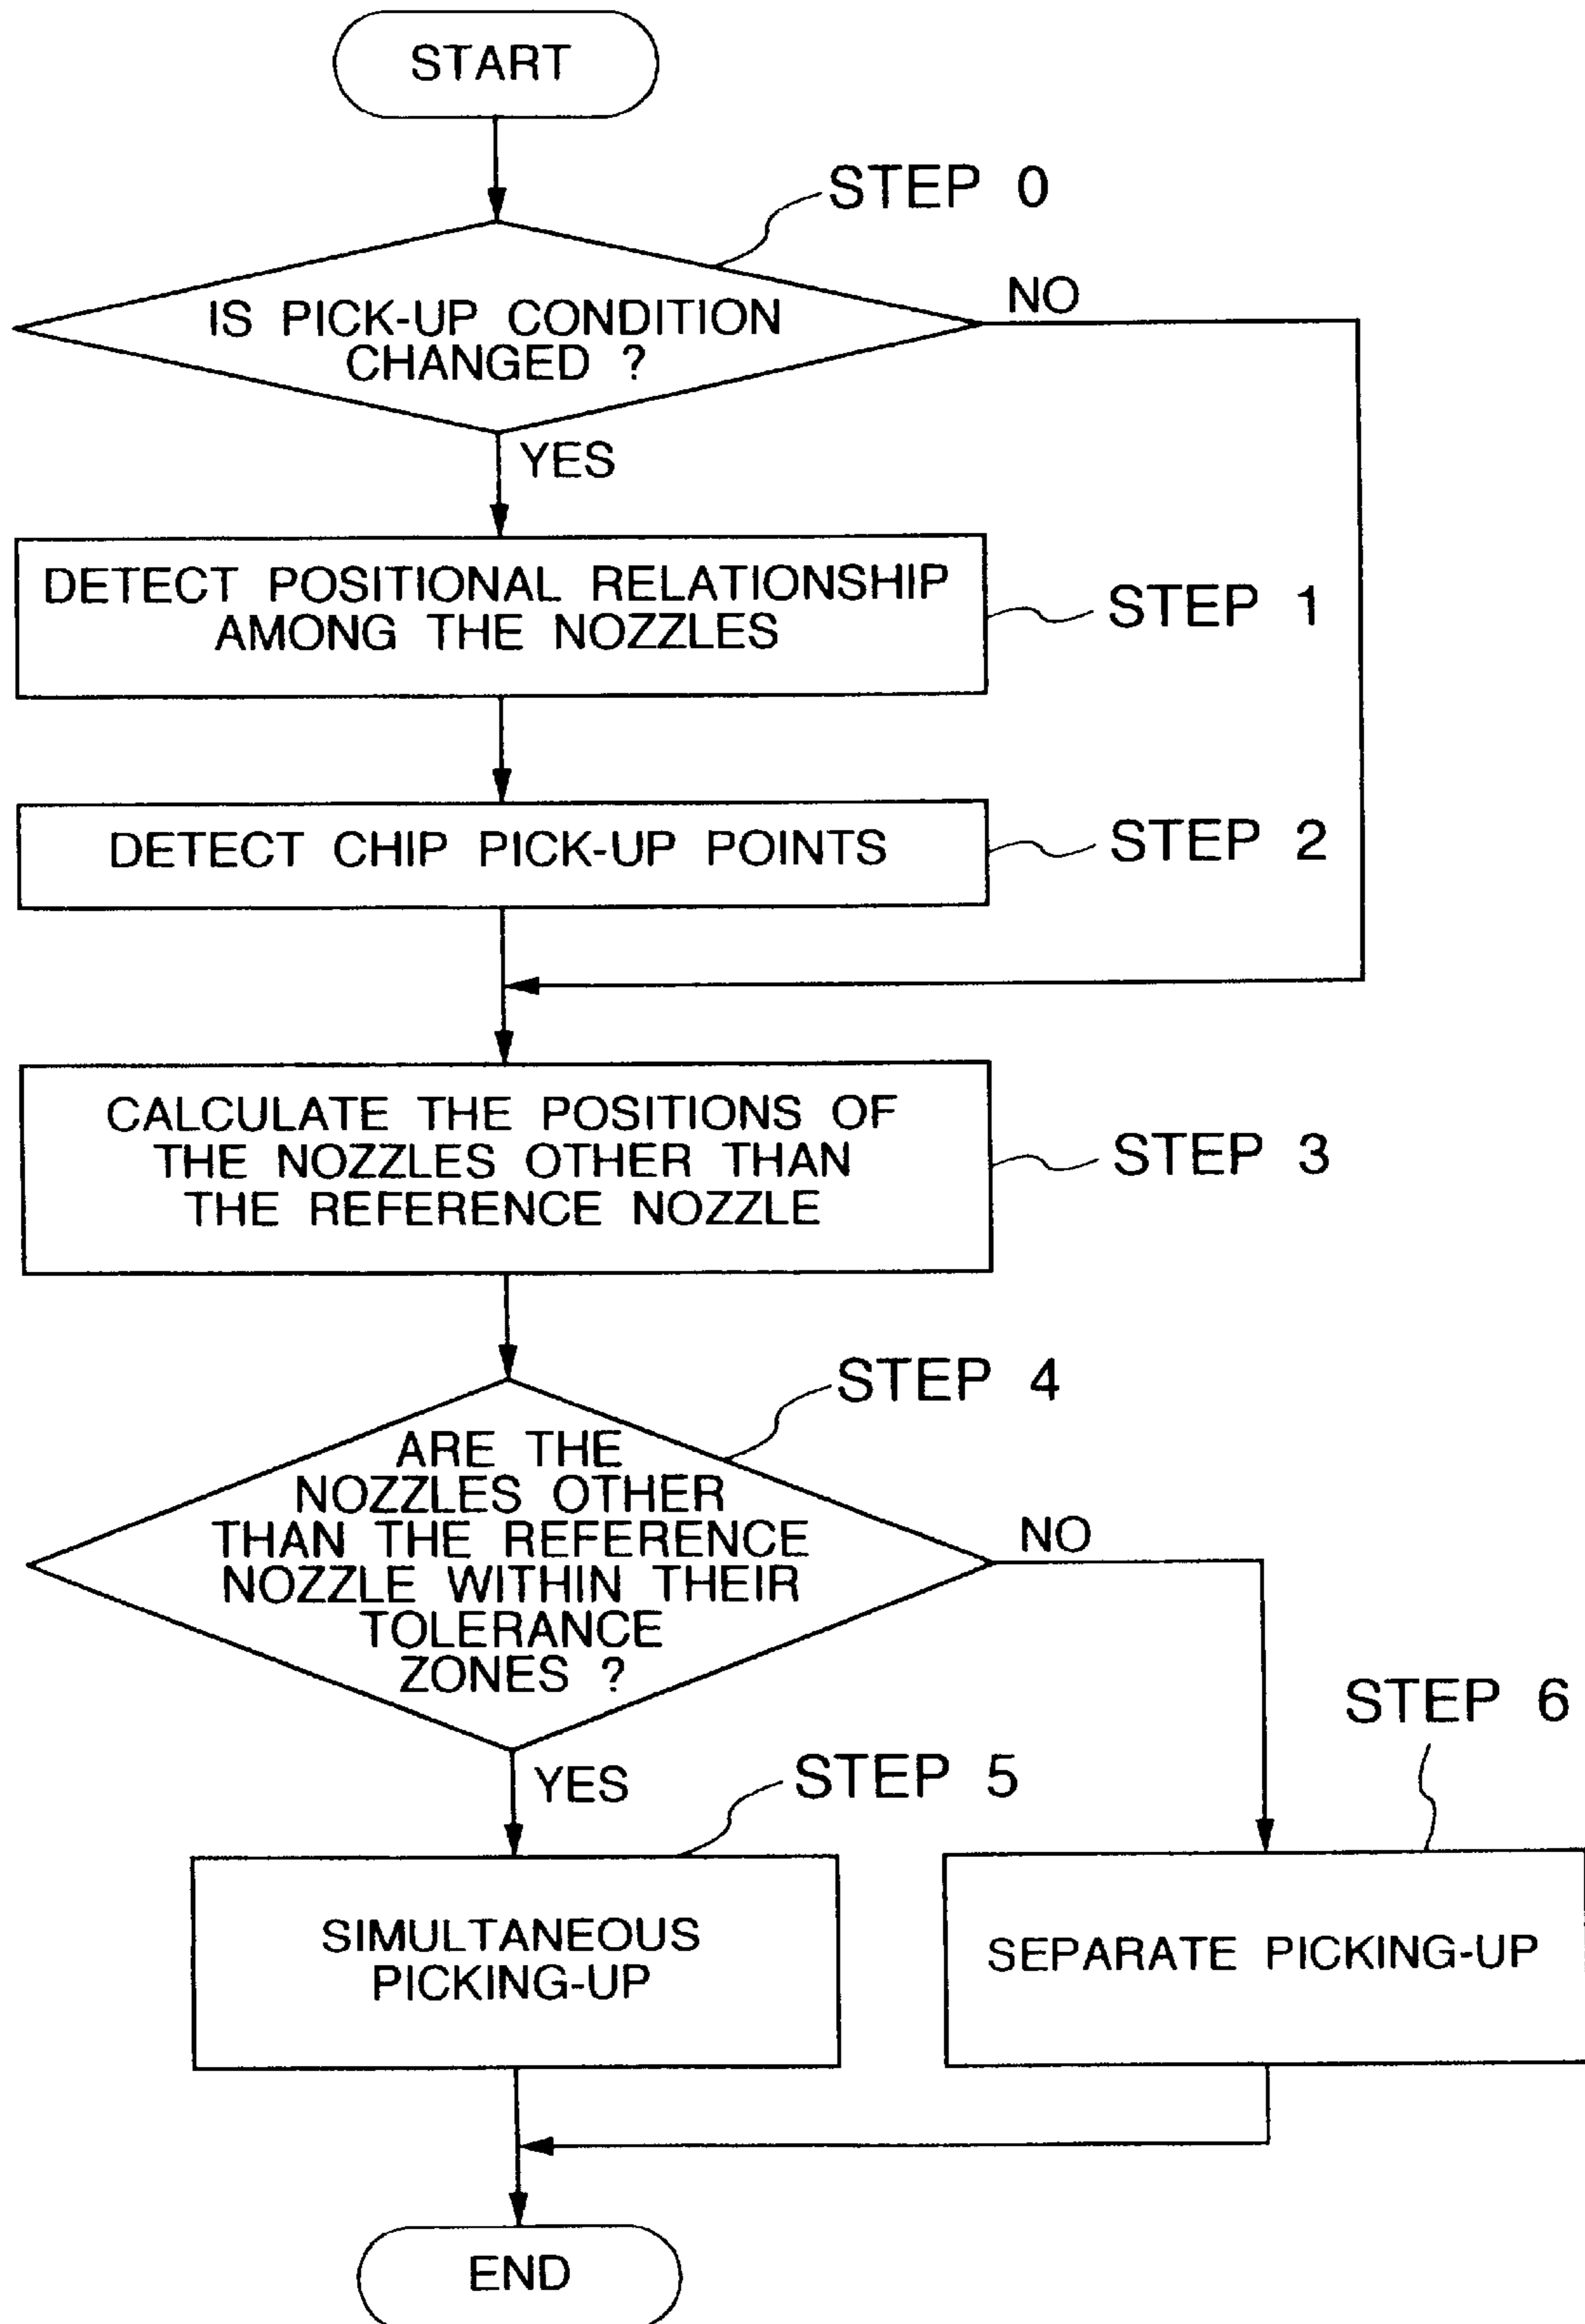 START
STEP 0
IS PICK-UP CONDITION
CHANGED ?
NO
YES
DETECT POSITIONAL RELATIONSHIP
AMONG THE NOZZLES
STEP 1
DETECT CHIP PICK-UP POINTS
STEP 2
CALCULATE THE POSITIONS OF
THE NOZZLES OTHER THAN
THE REFERENCE NOZZLE
STEP 3
STEP 4
ARE THE
NOZZLES OTHER
THAN THE REFERENCE
NOZZLE WITHIN THEIR
TOLERANCE
ZONES ?
NO
YES
STEP 5
STEP 6
SIMULTANEOUS
PICKING-UP
SEPARATE PICKING-UP
END